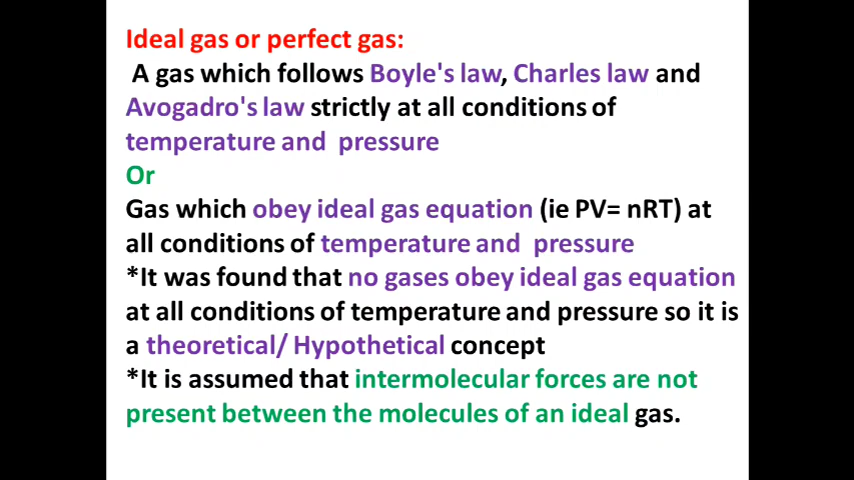 Ideal gas or perfect gas:
A gas which follows Boyle's law, Charles law and
Avogadro's law strictly at all conditions of
temperature and pressure
Or
Gas which obey ideal gas equation (ie PV= nRT) at
all conditions of temperature and pressure
*It was found that no gases obey ideal gas equation
at all conditions of temperature and pressure so it is
a theoretical/ Hypothetical concept
*It is assumed that intermolecular forces are not
present between the molecules of an ideal gas.